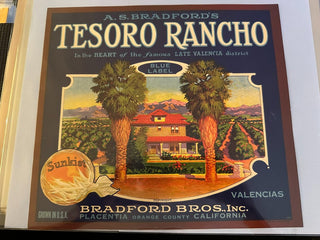 A.S. BRADFORD'S
TESORO RANCHO
In the HEART of the famous LATE VALENCIA district
BLUE
LABEL
Sunkist
VALENCIAS
BRADFORD BROS., INC.
GROWN IN U.S.A.
PLACENTIA ORANGE COUNTY CALIFORNIA